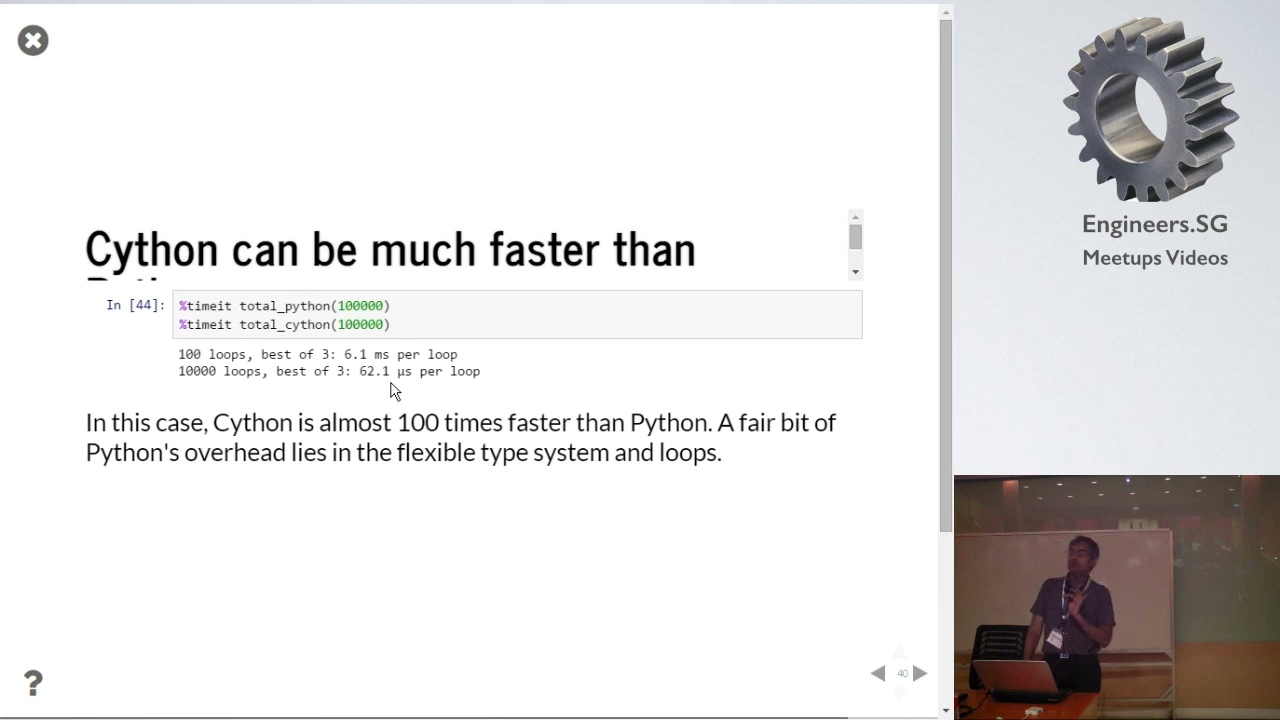 Cython can be much faster than
In [44]:
%timeit total_python(100000)
%timeit total_cython(100000)
100 loops, best of 3: 6.1 ms per loop
10000 loops, best of 3: 62.1 µs per loop
In this case, Cython is almost 100 times faster than Python. A fair bit of
Python's overhead lies in the flexible type system and loops.
?
40
Engineers.SG
Meetups Videos